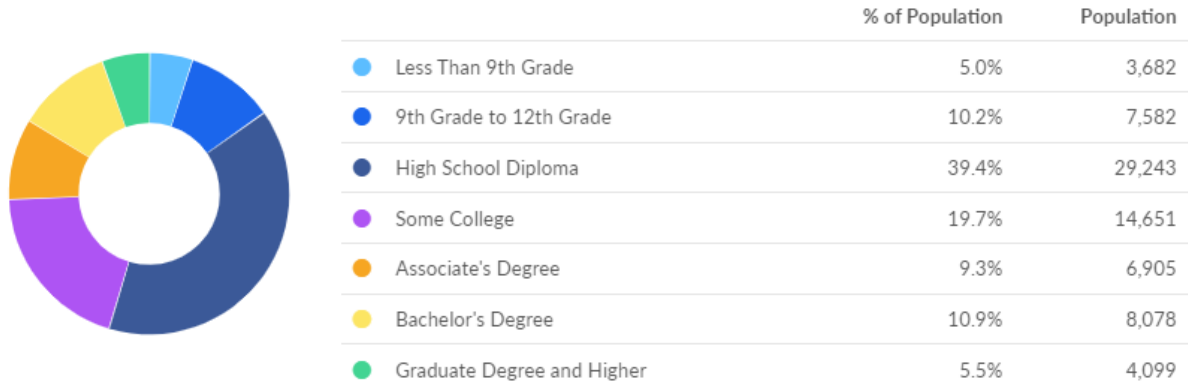 % of Population Population
Less Than 9th Grade 5.0% 3,682
9th Grade to 12th Grade 10.2% 7,582
High School Diploma 39.4% 29,243
Some College 19.7% 14,651
Associate's Degree 9.3% 6,905
Bachelor's Degree 10.9% 8,078
Graduate Degree and Higher 5.5% 4,099